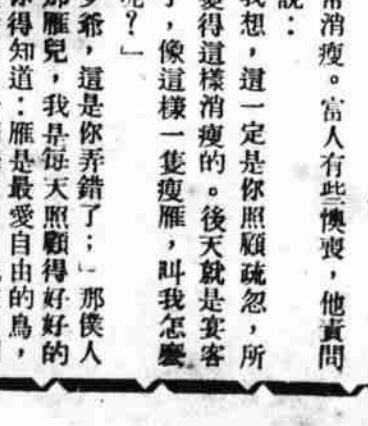 常消瘦。富人有些懊喪，他責問
說：
我想，這一定是你照顧疏忽，所
變得這樣消瘦的。後天就是宴客
了，像這樣一隻瘦雁，叫我怎麼
呢？」
少爺，這是你弄錯了；」那僕人
那雁兒，我是每天照顧得好好的
你得知道：雁是最愛自由的鳥，